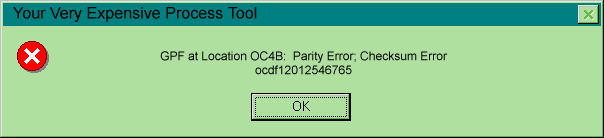 Your Very Expensive Process Tool
GPF at Location OC4B: Parity Error; Checksum Error
ocdf12012546765
OK